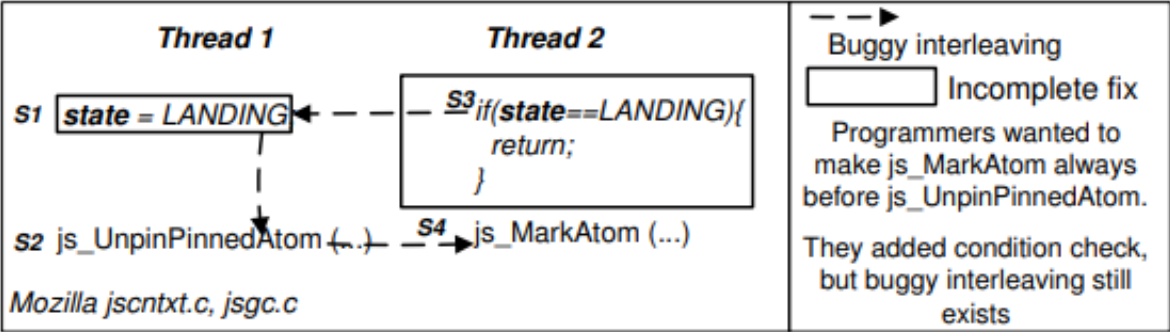 Thread 1 Thread 2
S1 state = LANDING S3 if(state==LANDING){
return;
}
S2 js_UnpinPinnedAtom (...) S4 js_MarkAtom (...)
Mozilla jscntxt.c, jsgc.c
Buggy interleaving
Incomplete fix
Programmers wanted to
make js_MarkAtom always
before js_UnpinPinnedAtom.
They added condition check,
but buggy interleaving still
exists